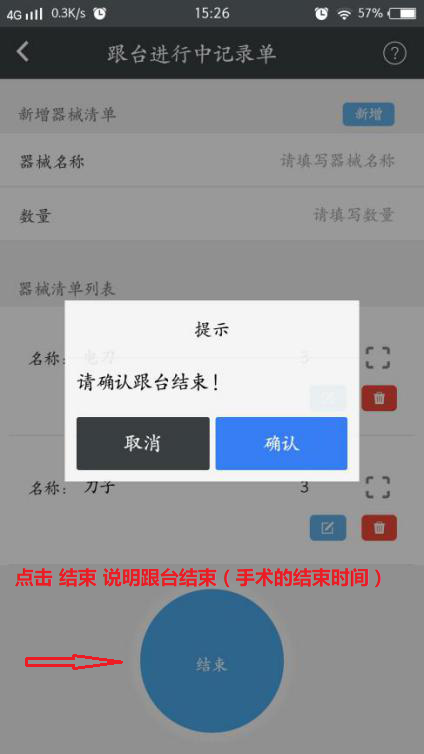 4G 0.3K/s 15:26 57%
跟台进行中记录单
新增器械清单 新增
器械名称 请填写器械名称
数量 请填写数量
器械清单列表
提示
名称: 电刀 3
请确认跟台结束！
取消 确认
名称: 刀子 3
点击 结束 说明跟台结束（手术的结束时间）
结束